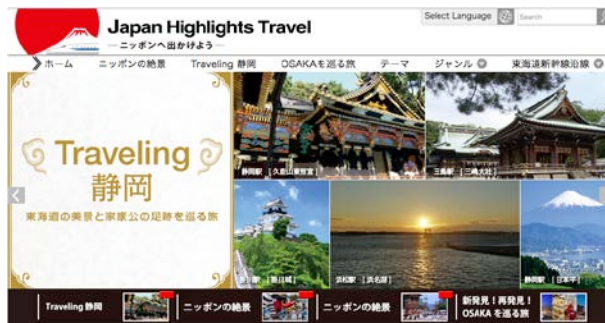 Japan Highlights Travel
ニッポンへ出かけよう
Select Language
Search
ホーム
ニッポンの絶景
Traveling 静岡
OSAKAを巡る旅
テーマ
ジャンル
東海道新幹線沿線
Traveling
静岡
東海道の美景と家康公の足跡を巡る旅
静岡駅 [久能山東照宮]
三島駅 [三嶋大社]
掛川駅 [掛川城]
浜松駅 [浜名湖]
静岡駅 [日本平]
Traveling 静岡
ニッポンの絶景
ニッポンの絶景
新発見！再発見！
OSAKA を巡る旅